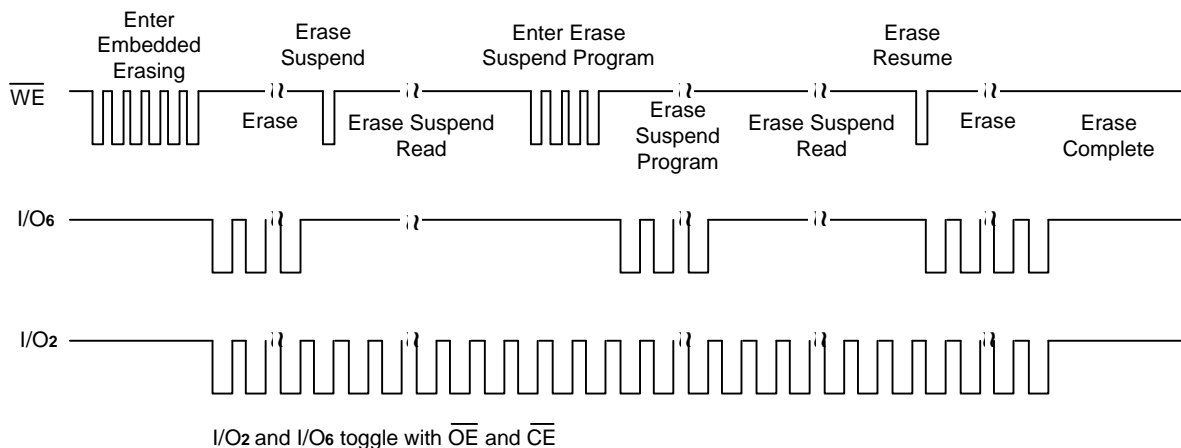 Enter
Embedded
Erasing
Erase
Suspend
Enter Erase
Suspend Program
Erase
Resume
WE
Erase
Erase Suspend
Read
Erase
Suspend
Program
Erase Suspend
Read
Erase
Erase
Complete
I/O6
I/O2
I/O2 and I/O6 toggle with OE and CE